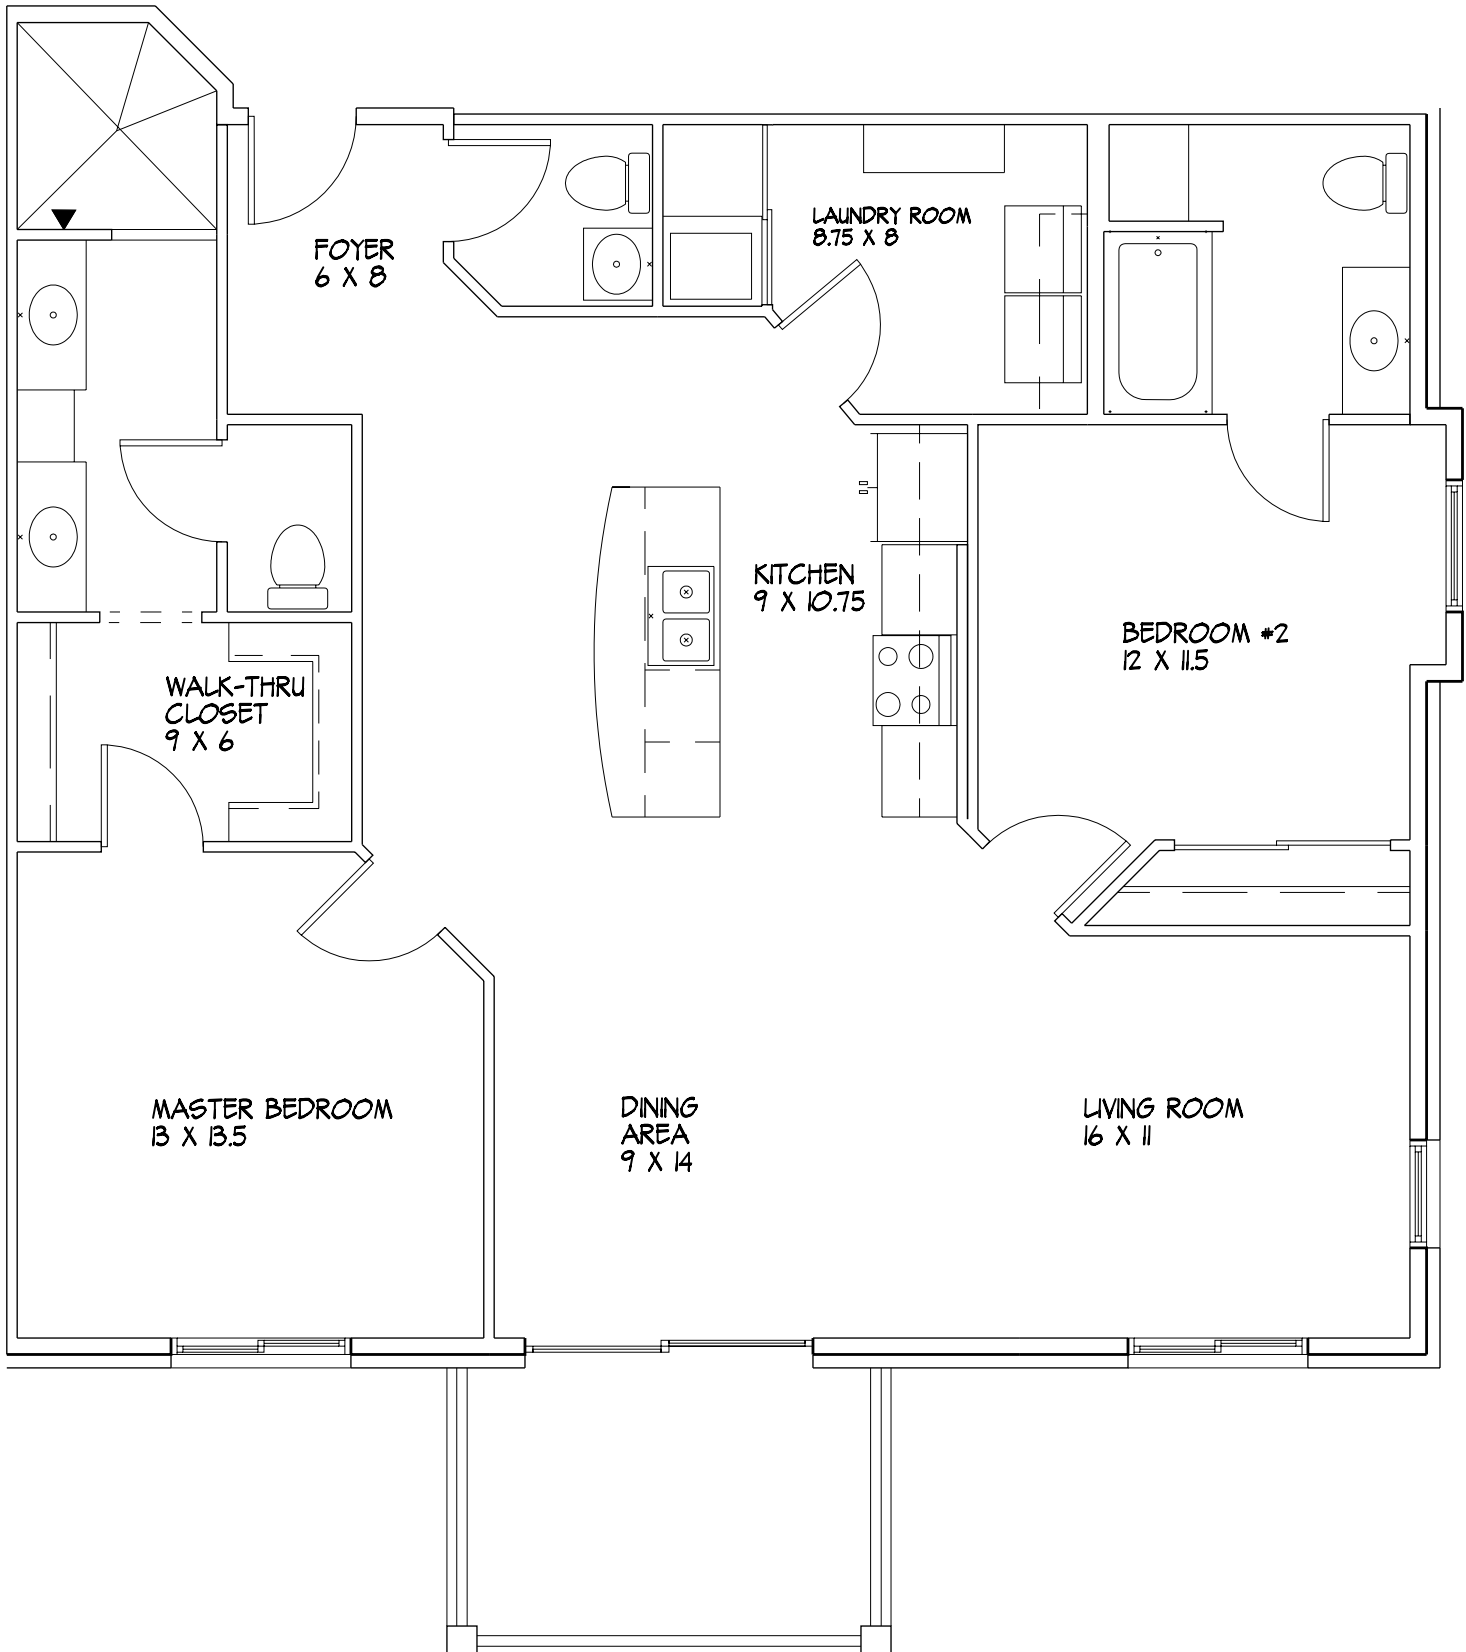 LAUNDRY ROOM
8.75 X 8
FOYER
6 X 8
KITCHEN
9 X 10.75
BEDROOM #2
12 X 11.5
WALK-THRU
CLOSET
9 X 6
MASTER BEDROOM
13 X 13.5
DINING
AREA
9 X 14
LIVING ROOM
16 X 11